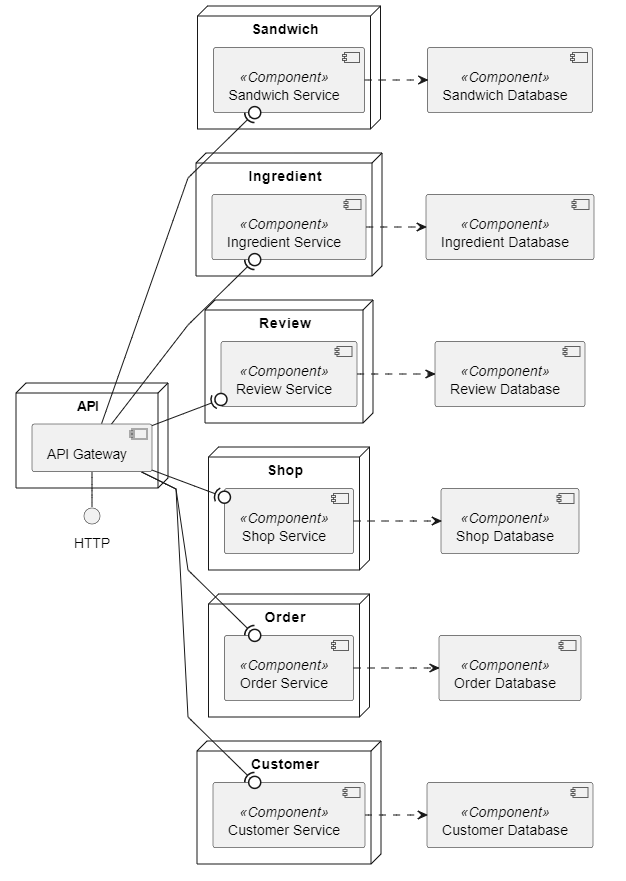 Sandwich
«Component»
Sandwich Service
«Component»
Sandwich Database
Ingredient
«Component»
Ingredient Service
«Component»
Ingredient Database
Review
«Component»
Review Service
«Component»
Review Database
API
API Gateway
HTTP
Shop
«Component»
Shop Service
«Component»
Shop Database
Order
«Component»
Order Service
«Component»
Order Database
Customer
«Component»
Customer Service
«Component»
Customer Database